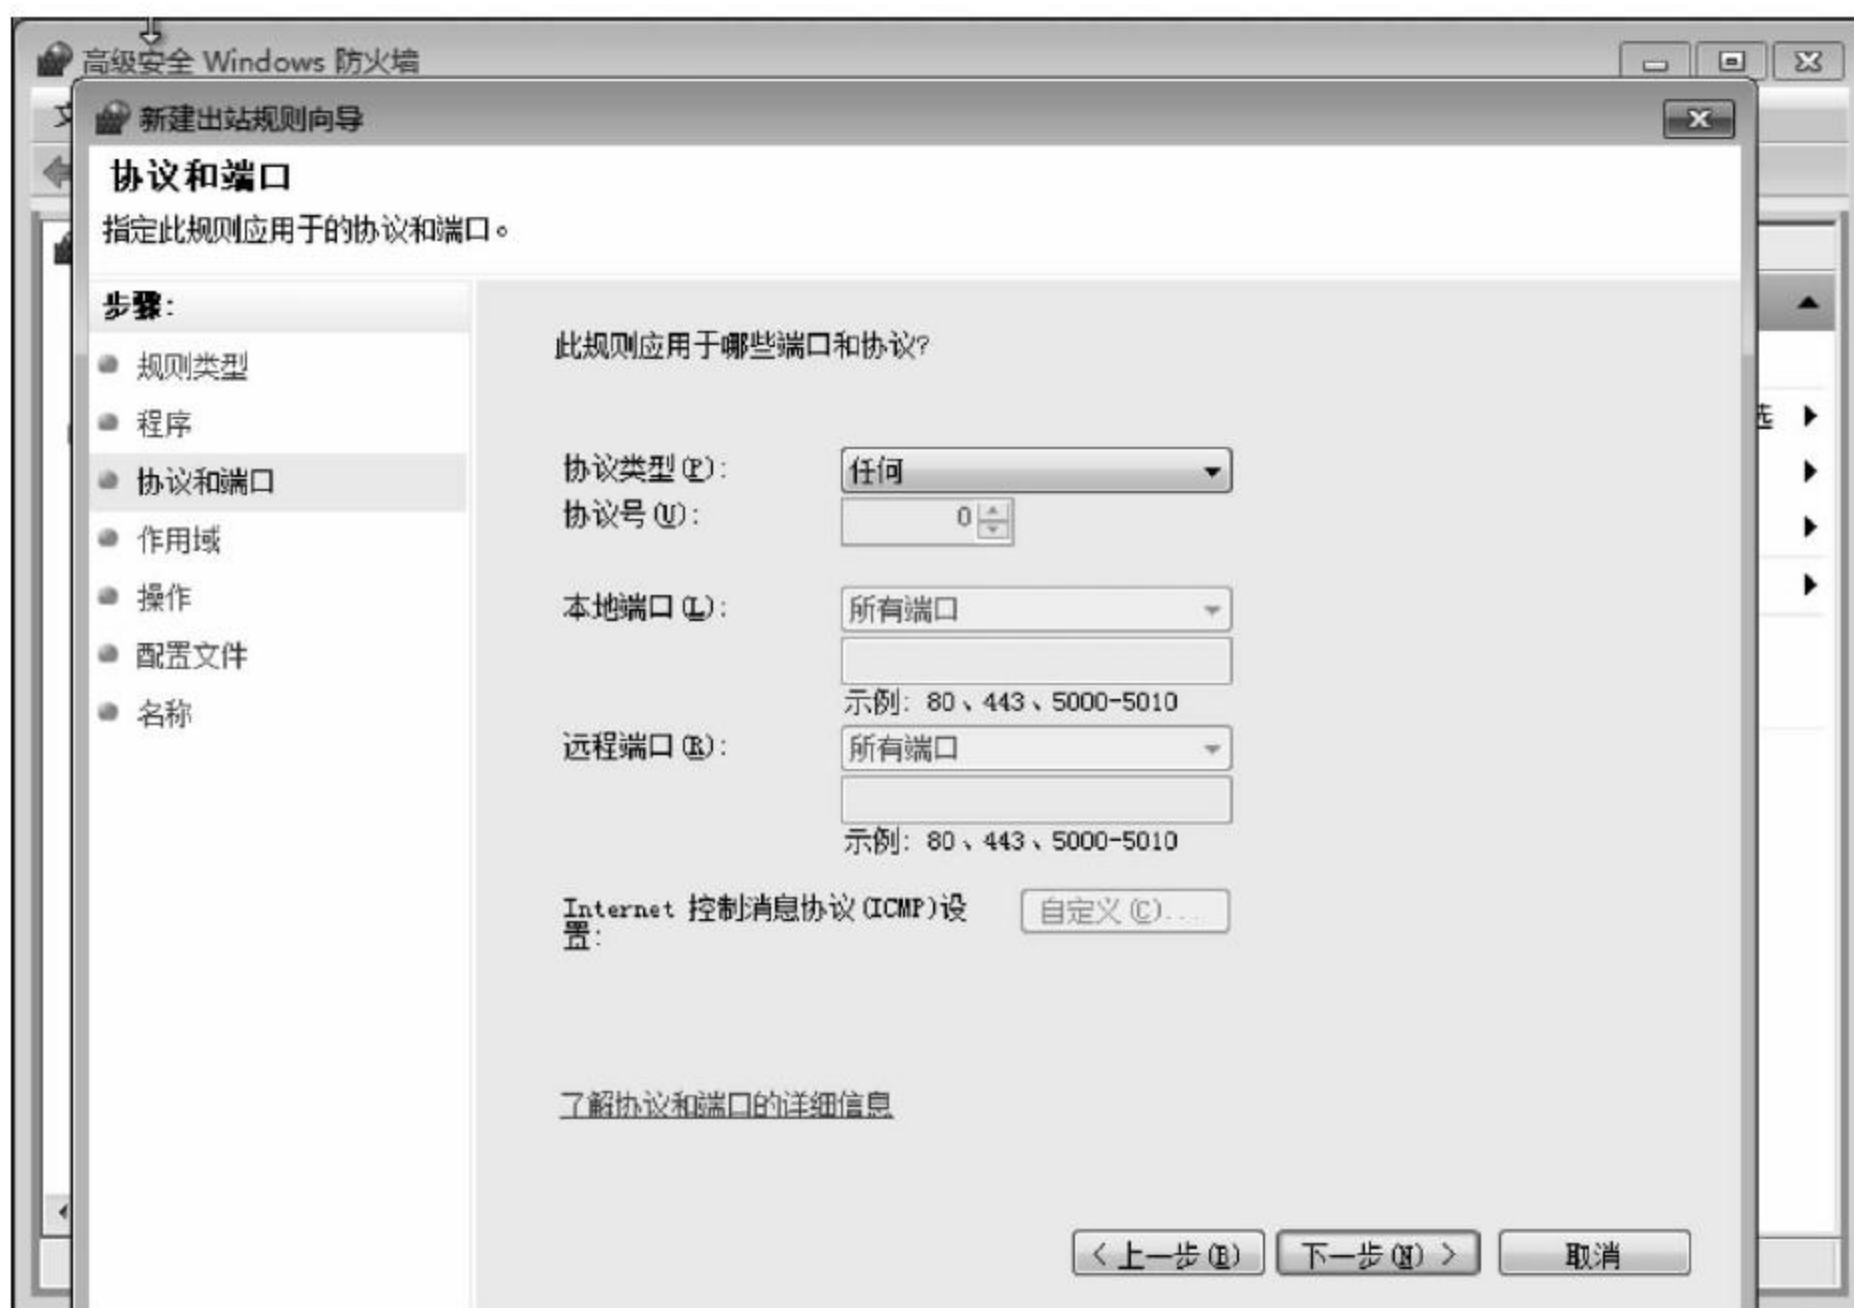 高级安全 Windows 防火墙
新建出站规则向导
协议和端口
指定此规则应用于的协议和端口。
步骤:
规则类型
程序
协议和端口
作用域
操作
配置文件
名称
此规则应用于哪些端口和协议?
协议类型(P): 任何
协议号(U): 0
本地端口(L): 所有端口
示例: 80、443、5000-5010
远程端口(R): 所有端口
示例: 80、443、5000-5010
Internet 控制消息协议(ICMP)设 自定义(C)...
置:
了解协议和端口的详细信息
< 上一步(B) 下一步(N) > 取消
选